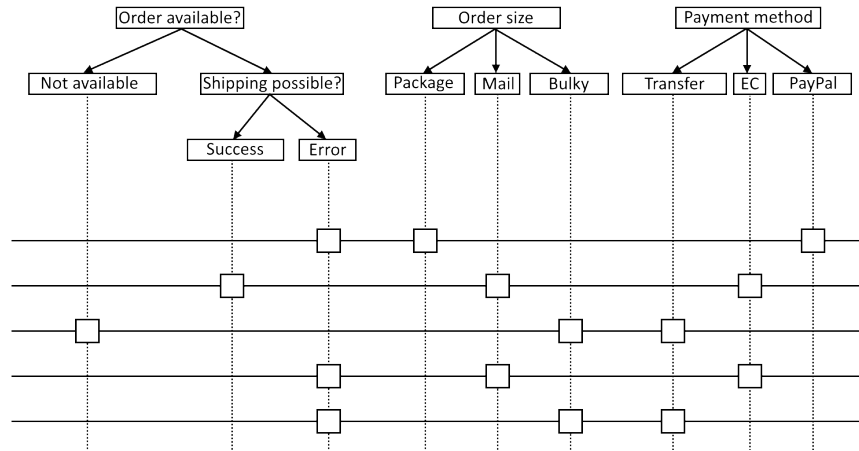 Order available?
Order size
Payment method
Not available
Shipping possible?
Package
Mail
Bulky
Transfer
EC
PayPal
Success
Error